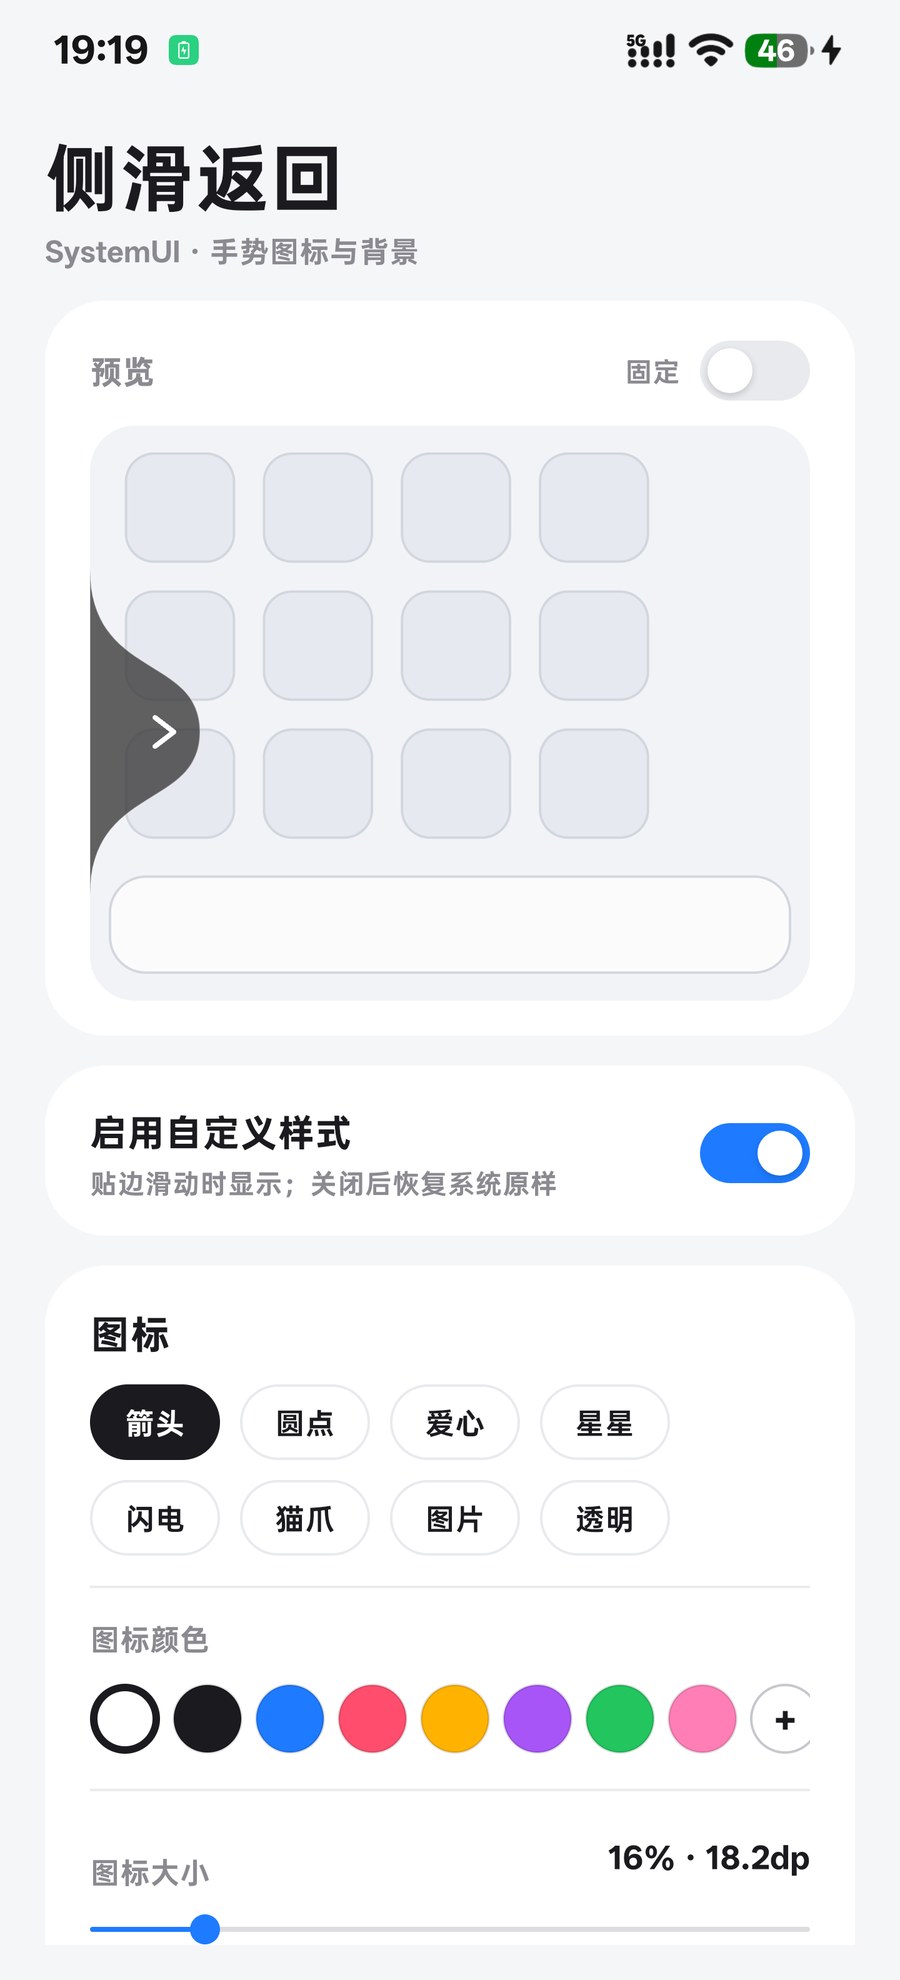 19:19
5G
46
侧滑返回
SystemUI · 手势图标与背景
预览
固定
启用自定义样式
贴边滑动时显示；关闭后恢复系统原样
图标
箭头 圆点 爱心 星星
闪电 猫爪 图片 透明
图标颜色
+
图标大小
16% · 18.2dp